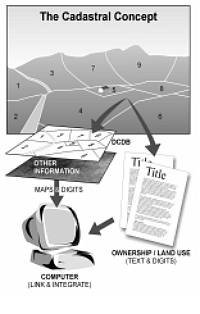 The Cadastral Concept
7
9
3
1
5
8
2
4
6
DCDB
OTHER
INFORMATION
MAPS & DIGITS
Title
Title
OWNERSHIP / LAND USE
(TEXT & DIGITS)
COMPUTER
(LINK & INTEGRATE)